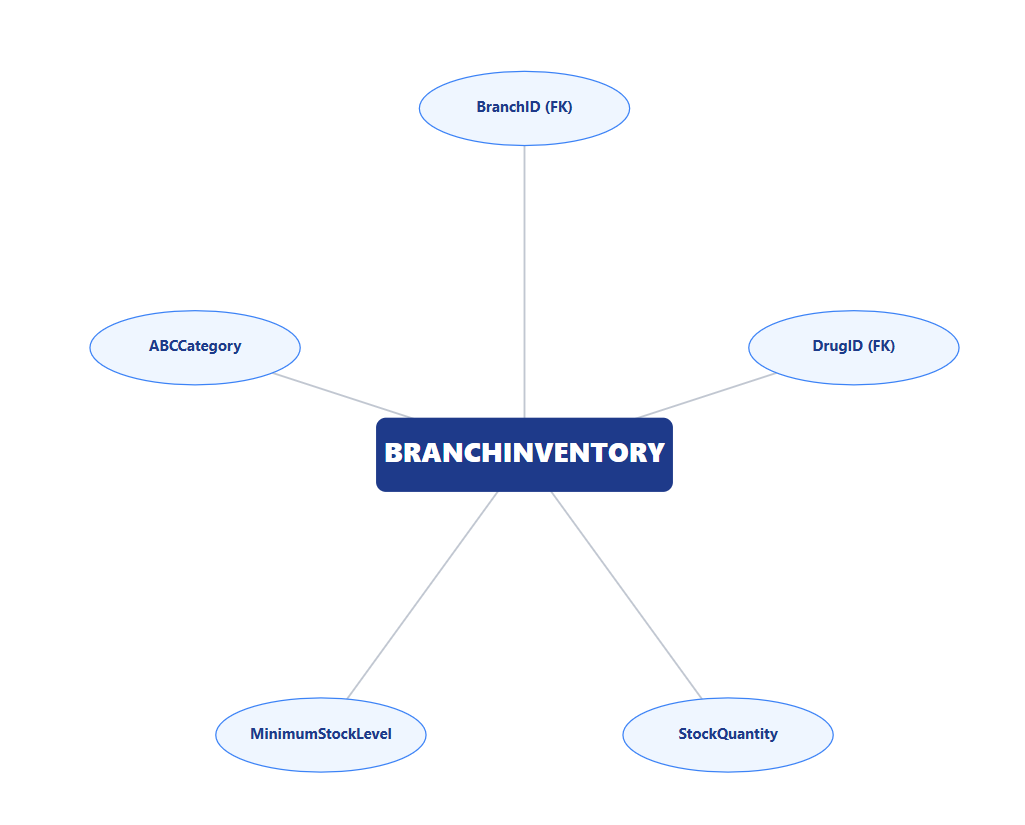 BranchID (FK)
ABCCategory
DrugID (FK)
BRANCHINVENTORY
MinimumStockLevel
StockQuantity